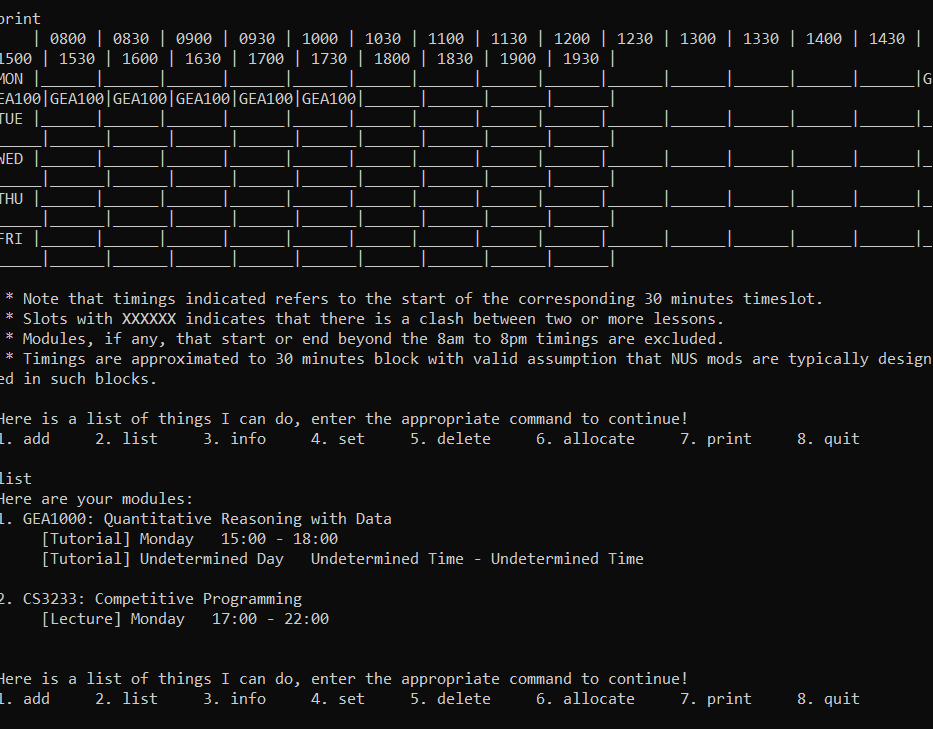 print
| 0800 | 0830 | 0900 | 0930 | 1000 | 1030 | 1100 | 1130 | 1200 | 1230 | 1300 | 1330 | 1400 | 1430 |
1500 | 1530 | 1600 | 1630 | 1700 | 1730 | 1800 | 1830 | 1900 | 1930 |
MON |______|______|______|______|______|______|______|______|______|______|______|______|______|______|G
EA100|GEA100|GEA100|GEA100|GEA100|GEA100|______|______|______|______|
TUE |______|______|______|______|______|______|______|______|______|______|______|______|______|______|_
_____|______|______|______|______|______|______|______|______|______|
WED |______|______|______|______|______|______|______|______|______|______|______|______|______|______|_
_____|______|______|______|______|______|______|______|______|______|
THU |______|______|______|______|______|______|______|______|______|______|______|______|______|______|_
_____|______|______|______|______|______|______|______|______|______|
FRI |______|______|______|______|______|______|______|______|______|______|______|______|______|______|_
_____|______|______|______|______|______|______|______|______|______|
* Note that timings indicated refers to the start of the corresponding 30 minutes timeslot.
* Slots with XXXXXX indicates that there is a clash between two or more lessons.
* Modules, if any, that start or end beyond the 8am to 8pm timings are excluded.
* Timings are approximated to 30 minutes block with valid assumption that NUS mods are typically design
ed in such blocks.
Here is a list of things I can do, enter the appropriate command to continue!
1. add     2. list     3. info     4. set     5. delete     6. allocate     7. print     8. quit
list
Here are your modules:
1. GEA1000: Quantitative Reasoning with Data
[Tutorial] Monday   15:00 - 18:00
[Tutorial] Undetermined Day   Undetermined Time - Undetermined Time
2. CS3233: Competitive Programming
[Lecture] Monday   17:00 - 22:00
Here is a list of things I can do, enter the appropriate command to continue!
1. add     2. list     3. info     4. set     5. delete     6. allocate     7. print     8. quit